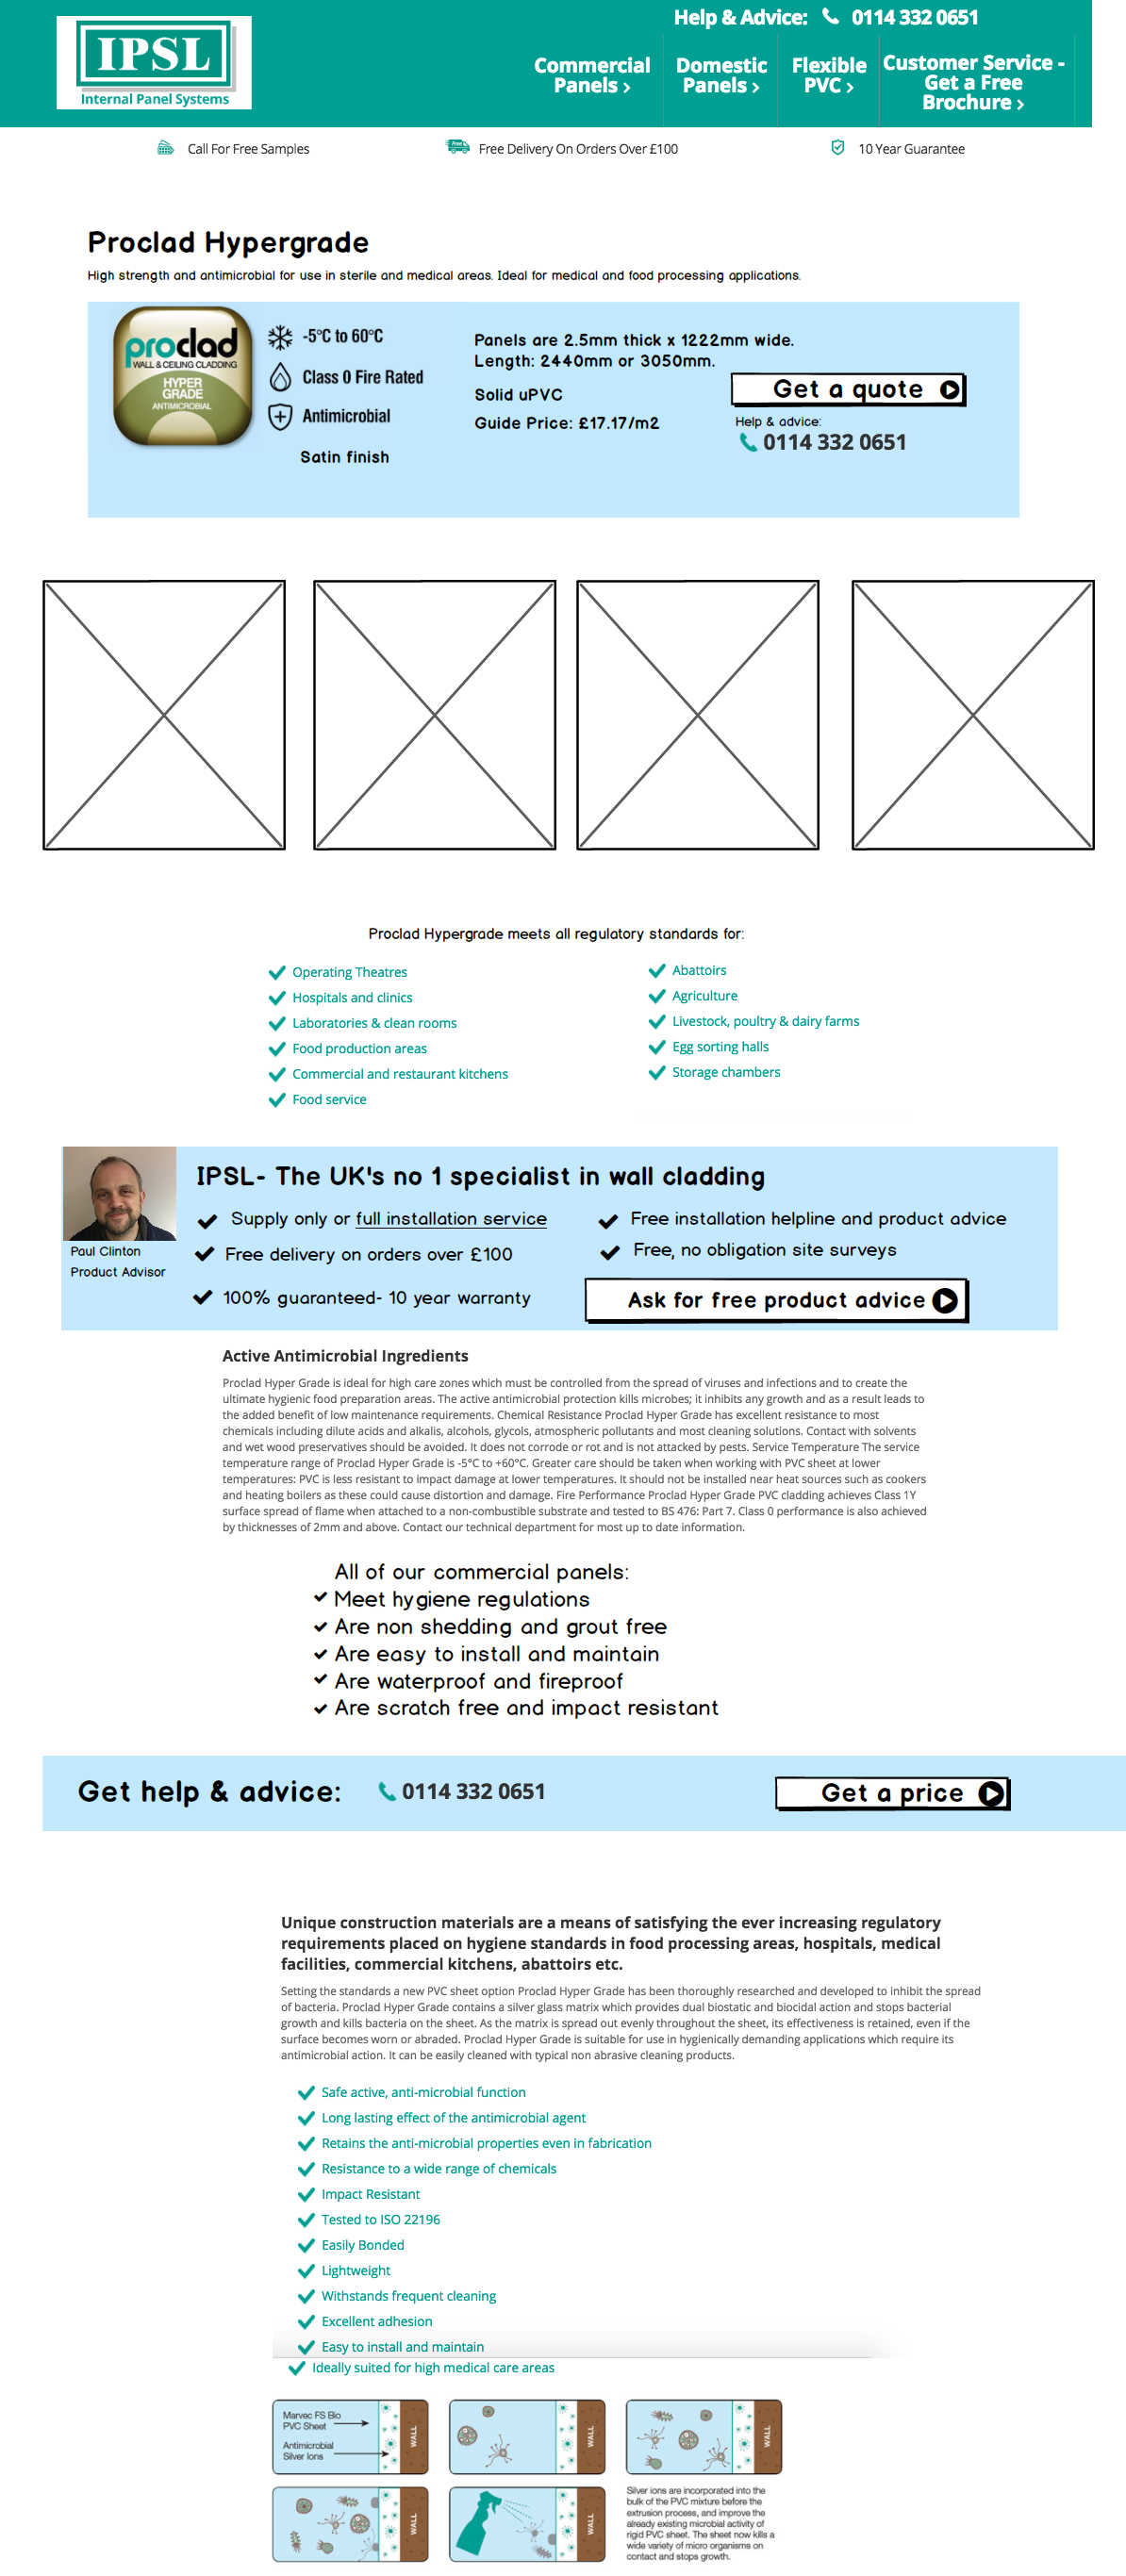 Help & Advice: 0114 332 0651
IPSL
Internal Panel Systems
Commercial
Panels >
Domestic
Panels >
Flexible
PVC >
Customer Service -
Get a Free
Brochure >
Call For Free Samples
Free
Free Delivery On Orders Over £100
10 Year Guarantee
Proclad Hypergrade
High strength and antimicrobial for use in sterile and medical areas. Ideal for medical and food processing applications.
proclad
WALL & CEILING CLADDING
HYPER
GRADE
ANTIMICROBIAL
-5°C to 60°C
Class 0 Fire Rated
Antimicrobial
Satin finish
Panels are 2.5mm thick x 1222mm wide.
Length: 2440mm or 3050mm.
Solid uPVC
Guide Price: £17.17/m2
Get a quote
Help & advice:
0114 332 0651
Proclad Hypergrade meets all regulatory standards for:
Operating Theatres
Hospitals and clinics
Laboratories & clean rooms
Food production areas
Commercial and restaurant kitchens
Food service
Abattoirs
Agriculture
Livestock, poultry & dairy farms
Egg sorting halls
Storage chambers
Paul Clinton
Product Advisor
IPSL- The UK's no 1 specialist in wall cladding
Supply only or full installation service
Free delivery on orders over £100
100% guaranteed- 10 year warranty
Free installation helpline and product advice
Free, no obligation site surveys
Ask for free product advice
Active Antimicrobial Ingredients
Proclad Hyper Grade is ideal for high care zones which must be controlled from the spread of viruses and infections and to create the
ultimate hygienic food preparation areas. The active antimicrobial protection kills microbes; it inhibits any growth and as a result leads to
the added benefit of low maintenance requirements. Chemical Resistance Proclad Hyper Grade has excellent resistance to most
chemicals including dilute acids and alkalis, alcohols, glycols, atmospheric pollutants and most cleaning solutions. Contact with solvents
and wet wood preservatives should be avoided. It does not corrode or rot and is not attacked by pests. Service Temperature The service
temperature range of Proclad Hyper Grade is -5°C to +60°C. Greater care should be taken when working with PVC sheet at lower
temperatures: PVC is less resistant to impact damage at lower temperatures. It should not be installed near heat sources such as cookers
and heating boilers as these could cause distortion and damage. Fire Performance Proclad Hyper Grade PVC cladding achieves Class 1Y
surface spread of flame when attached to a non-combustible substrate and tested to BS 476: Part 7. Class 0 performance is also achieved
by thicknesses of 2mm and above. Contact our technical department for most up to date information.
All of our commercial panels:
Meet hygiene regulations
Are non shedding and grout free
Are easy to install and maintain
Are waterproof and fireproof
Are scratch free and impact resistant
Get help & advice: 0114 332 0651
Get a price
Unique construction materials are a means of satisfying the ever increasing regulatory
requirements placed on hygiene standards in food processing areas, hospitals, medical
facilities, commercial kitchens, abattoirs etc.
Setting the standards a new PVC sheet option Proclad Hyper Grade has been thoroughly researched and developed to inhibit the spread
of bacteria. Proclad Hyper Grade contains a silver glass matrix which provides dual biostatic and biocidal action and stops bacterial
growth and kills bacteria on the sheet. As the matrix is spread out evenly throughout the sheet, its effectiveness is retained, even if the
surface becomes worn or abraded. Proclad Hyper Grade is suitable for use in hygienically demanding applications which require its
antimicrobial action. It can be easily cleaned with typical non abrasive cleaning products.
Safe active, anti-microbial function
Long lasting effect of the antimicrobial agent
Retains the anti-microbial properties even in fabrication
Resistance to a wide range of chemicals
Impact Resistant
Tested to ISO 22196
Easily Bonded
Lightweight
Withstands frequent cleaning
Excellent adhesion
Easy to install and maintain
Ideally suited for high medical care areas
Marvec FS Bio
PVC Sheet
Antimicrobial
Silver Ions
WALL
WALL
WALL
WALL
WALL
Silver ions are incorporated into the
bulk of the PVC mixture before the
extrusion process, and improve the
already existing microbial activity of
rigid PVC sheet. The sheet now kills a
wide variety of micro organisms on
contact and stops growth.